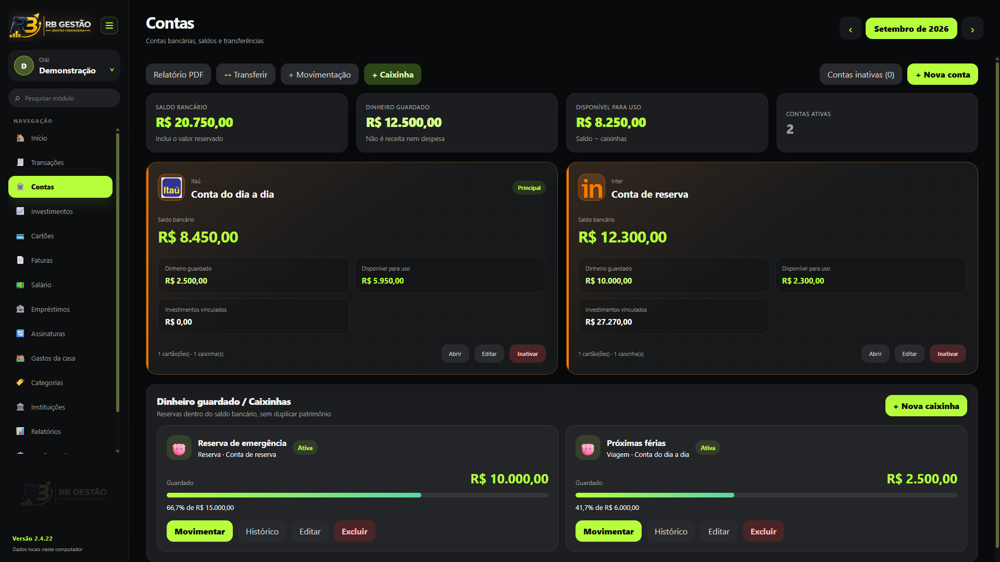 RB GESTÃO
GESTÃO FINANCEIRA
D
Olá!
Demonstração
Pesquisar módulo
NAVEGAÇÃO
Início
Transações
Contas
Investimentos
Cartões
Faturas
Salário
Empréstimos
Assinaturas
Gastos da casa
Categorias
Instituições
Relatórios
RB GESTÃO
GESTÃO FINANCEIRA
Versão 2.4.22
Dados locais neste computador
Contas
Contas bancárias, saldos e transferências
‹ Setembro de 2026 ›
Relatório PDF
↔ Transferir
+ Movimentação
+ Caixinha
Contas inativas (0)
+ Nova conta
SALDO BANCÁRIO
R$ 20.750,00
Inclui o valor reservado
DINHEIRO GUARDADO
R$ 12.500,00
Não é receita nem despesa
DISPONÍVEL PARA USO
R$ 8.250,00
Saldo − caixinhas
CONTAS ATIVAS
2
Itaú
Itaú
Conta do dia a dia
Principal
Saldo bancário
R$ 8.450,00
Dinheiro guardado
R$ 2.500,00
Disponível para uso
R$ 5.950,00
Investimentos vinculados
R$ 0,00
1 cartão(ões) · 1 caixinha(s)
Abrir
Editar
Inativar
in
Inter
Conta de reserva
Saldo bancário
R$ 12.300,00
Dinheiro guardado
R$ 10.000,00
Disponível para uso
R$ 2.300,00
Investimentos vinculados
R$ 27.270,00
1 cartão(ões) · 1 caixinha(s)
Abrir
Editar
Inativar
Dinheiro guardado / Caixinhas
Reservas dentro do saldo bancário, sem duplicar patrimônio
+ Nova caixinha
Reserva de emergência
Reserva · Conta de reserva
Ativa
Guardado
R$ 10.000,00
66,7% de R$ 15.000,00
Movimentar
Histórico
Editar
Excluir
Próximas férias
Viagem · Conta do dia a dia
Ativa
Guardado
R$ 2.500,00
41,7% de R$ 6.000,00
Movimentar
Histórico
Editar
Excluir